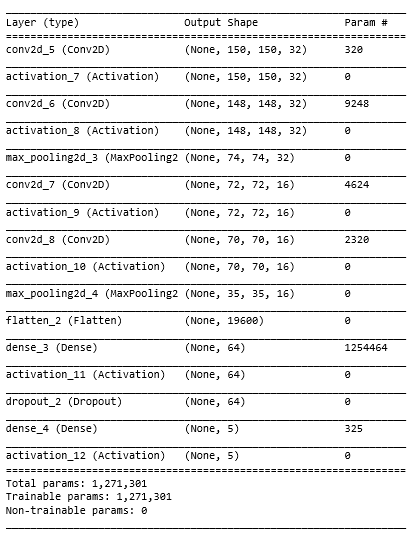 Layer (type) Output Shape Param #
conv2d_5 (Conv2D) (None, 150, 150, 32) 320
activation_7 (Activation) (None, 150, 150, 32) 0
conv2d_6 (Conv2D) (None, 148, 148, 32) 9248
activation_8 (Activation) (None, 148, 148, 32) 0
max_pooling2d_3 (MaxPooling2 (None, 74, 74, 32) 0
conv2d_7 (Conv2D) (None, 72, 72, 16) 4624
activation_9 (Activation) (None, 72, 72, 16) 0
conv2d_8 (Conv2D) (None, 70, 70, 16) 2320
activation_10 (Activation) (None, 70, 70, 16) 0
max_pooling2d_4 (MaxPooling2 (None, 35, 35, 16) 0
flatten_2 (Flatten) (None, 19600) 0
dense_3 (Dense) (None, 64) 1254464
activation_11 (Activation) (None, 64) 0
dropout_2 (Dropout) (None, 64) 0
dense_4 (Dense) (None, 5) 325
activation_12 (Activation) (None, 5) 0
Total params: 1,271,301
Trainable params: 1,271,301
Non-trainable params: 0